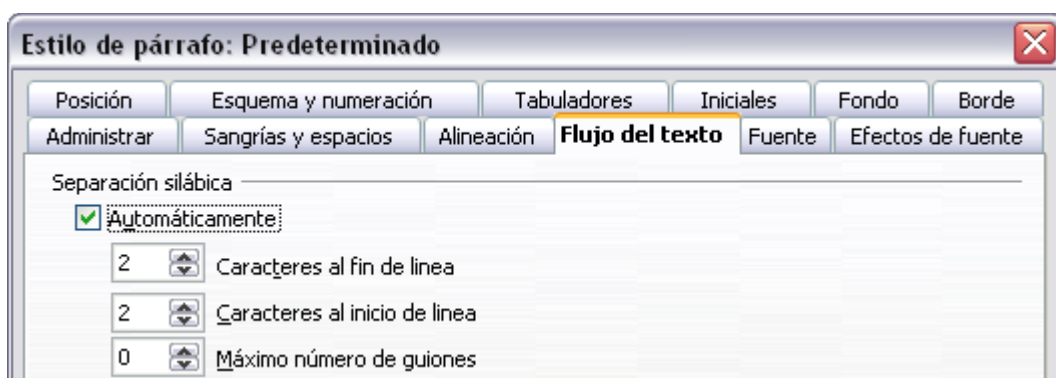 Estilo de párrafo: Predeterminado
Posición Esquema y numeración Tabuladores Iniciales Fondo Borde
Administrar Sangrías y espacios Alineación Flujo del texto Fuente Efectos de fuente
Separación silábica
Automáticamente
2 Caracteres al fin de linea
2 Caracteres al inicio de linea
0 Máximo número de guiones